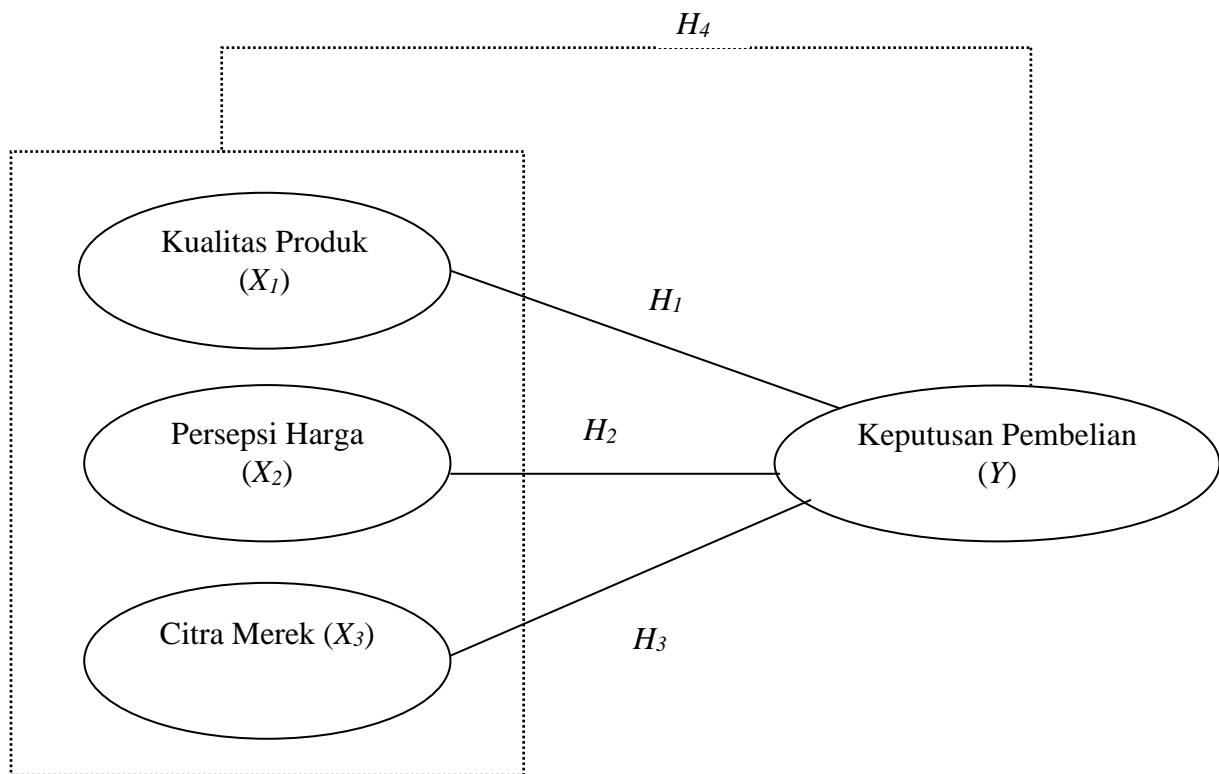 H₄
Kualitas Produk
(X₁)
H₁
Persepsi Harga
(X₂)
H₂
Keputusan Pembelian
(Y)
Citra Merek (X₃)
H₃